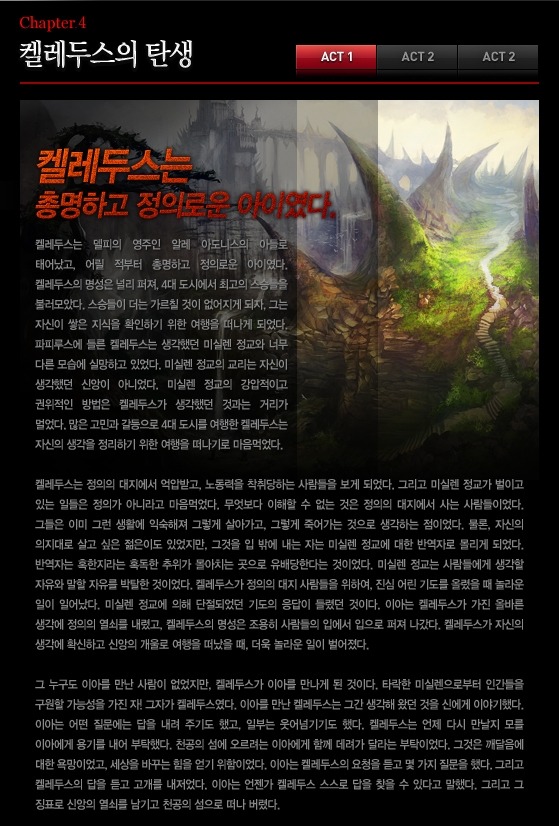 Chapter 4
켈레두스의 탄생
ACT 1
ACT 2
ACT 2
켈레두스는
총명하고 정의로운 아이였다.
켈레두스는 델피의 영주인 알레 아도니스의 아들로
태어났고, 어릴 적부터 총명하고 정의로운 아이였다.
켈레두스의 명성은 널리 퍼져, 4대 도시에서 최고의 스승들을
불러모았다. 스승들이 더는 가르칠 것이 없어지게 되자, 그는
자신이 쌓은 지식을 확인하기 위한 여행을 떠나게 되었다.
파피루스에 들른 켈레두스는 생각했던 미실렌 정교와 너무
다른 모습에 실망하고 있었다. 미실렌 정교의 교리는 자신이
생각했던 신앙이 아니었다. 미실렌 정교의 강압적이고
권위적인 방법은 켈레두스가 생각했던 것과는 거리가
멀었다. 많은 고민과 갈등으로 4대 도시를 여행한 켈레두스는
자신의 생각을 정리하기 위한 여행을 떠나기로 마음먹었다.
켈레두스는 정의의 대지에서 억압받고, 노동력을 착취당하는 사람들을 보게 되었다. 그리고 미실렌 정교가 벌이고
있는 일들은 정의가 아니라고 마음먹었다. 무엇보다 이해할 수 없는 것은 정의의 대지에서 사는 사람들이었다.
그들은 이미 그런 생활에 익숙해져 그렇게 살아가고, 그렇게 죽어가는 것으로 생각하는 점이었다. 물론, 자신의
의지대로 살고 싶은 젊은이도 있었지만, 그것을 입 밖에 내는 자는 미실렌 정교에 대한 반역자로 몰리게 되었다.
반역자는 혹한지라는 혹독한 추위가 몰아치는 곳으로 유배당한다는 것이었다. 미실렌 정교는 사람들에게 생각할
자유와 말할 자유를 박탈한 것이었다. 켈레두스가 정의의 대지 사람들을 위하여, 진심 어린 기도를 올렸을 때 놀라운
일이 일어났다. 미실렌 정교에 의해 단절되었던 기도의 응답이 들렸던 것이다. 이아는 켈레두스가 가진 올바른
생각에 정의의 열쇠를 내렸고, 켈레두스의 명성은 조용히 사람들의 입에서 입으로 퍼져 나갔다. 켈레두스가 자신의
생각에 확신하고 신앙의 개울로 여행을 떠났을 때, 더욱 놀라운 일이 벌어졌다.
그 누구도 이아를 만난 사람이 없었지만, 켈레두스가 이아를 만나게 된 것이다. 타락한 미실렌으로부터 인간들을
구원할 가능성을 가진 자! 그자가 켈레두스였다. 이아를 만난 켈레두스는 그간 생각해 왔던 것을 신에게 이야기했다.
이아는 어떤 질문에는 답을 내려 주기도 했고, 일부는 웃어넘기기도 했다. 켈레두스는 언제 다시 만날지 모를
이아에게 용기를 내어 부탁했다. 천공의 섬에 오르려는 이아에게 함께 데려가 달라는 부탁이었다. 그것은 깨달음에
대한 욕망이었고, 세상을 바꾸는 힘을 얻기 위함이었다. 이아는 켈레두스의 요청을 듣고 몇 가지 질문을 했다. 그리고
켈레두스의 답을 듣고 고개를 내저었다. 이아는 언젠가 켈레두스 스스로 답을 찾을 수 있다고 말했다. 그리고 그
징표로 신앙의 열쇠를 남기고 천공의 섬으로 떠나 버렸다.